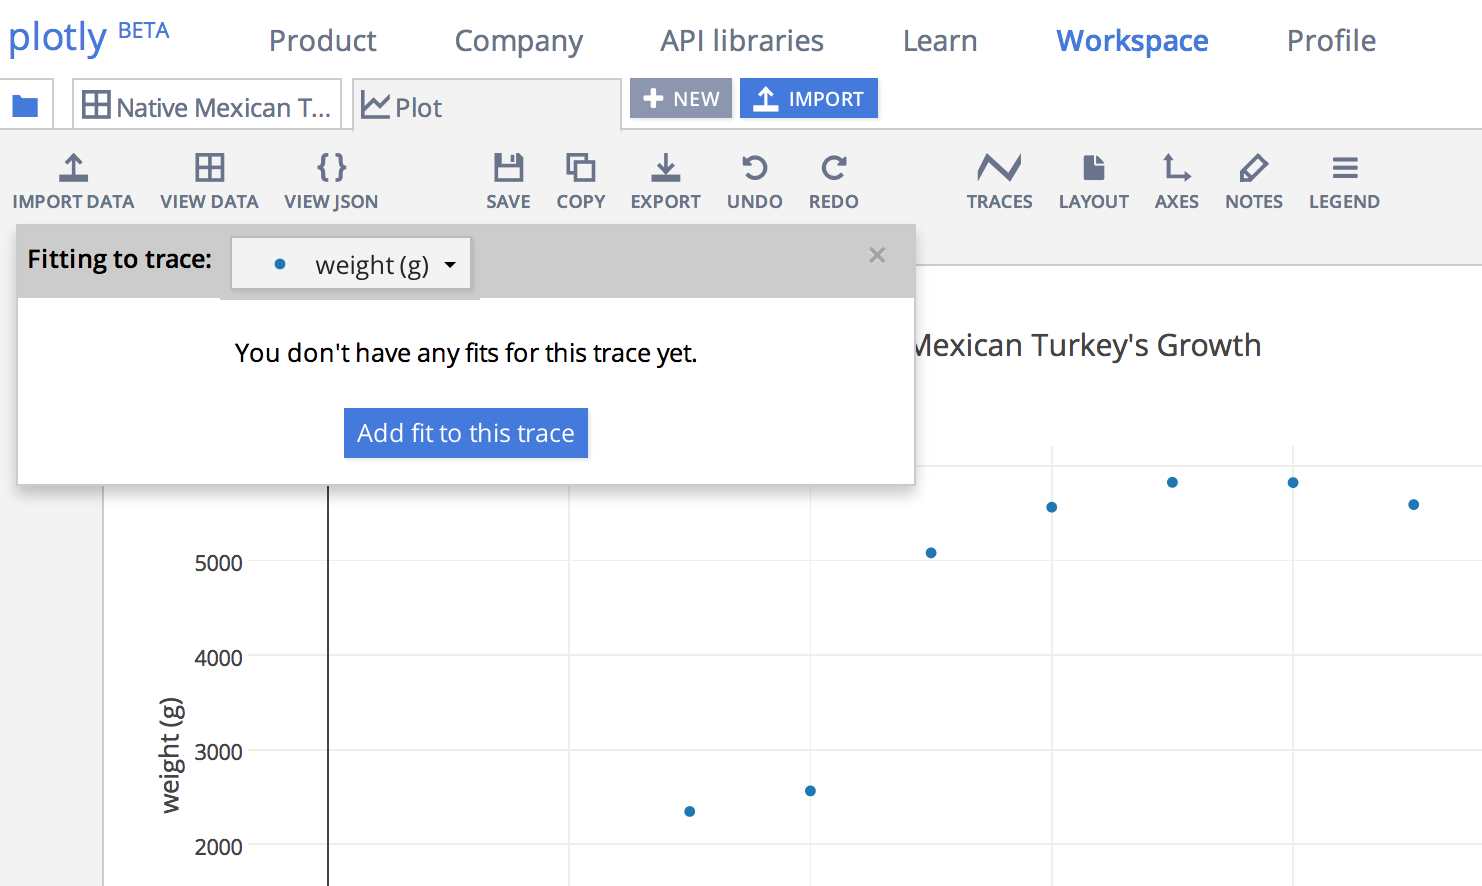 plotly BETA Product Company API libraries Learn Workspace Profile
Native Mexican T... Plot NEW IMPORT
IMPORT DATA VIEW DATA VIEW JSON SAVE COPY EXPORT UNDO REDO TRACES LAYOUT AXES NOTES LEGEND
Fitting to trace: weight (g) ×
You don't have any fits for this trace yet.
Add fit to this trace
Mexican Turkey's Growth
5000
4000
3000
2000
weight (g)